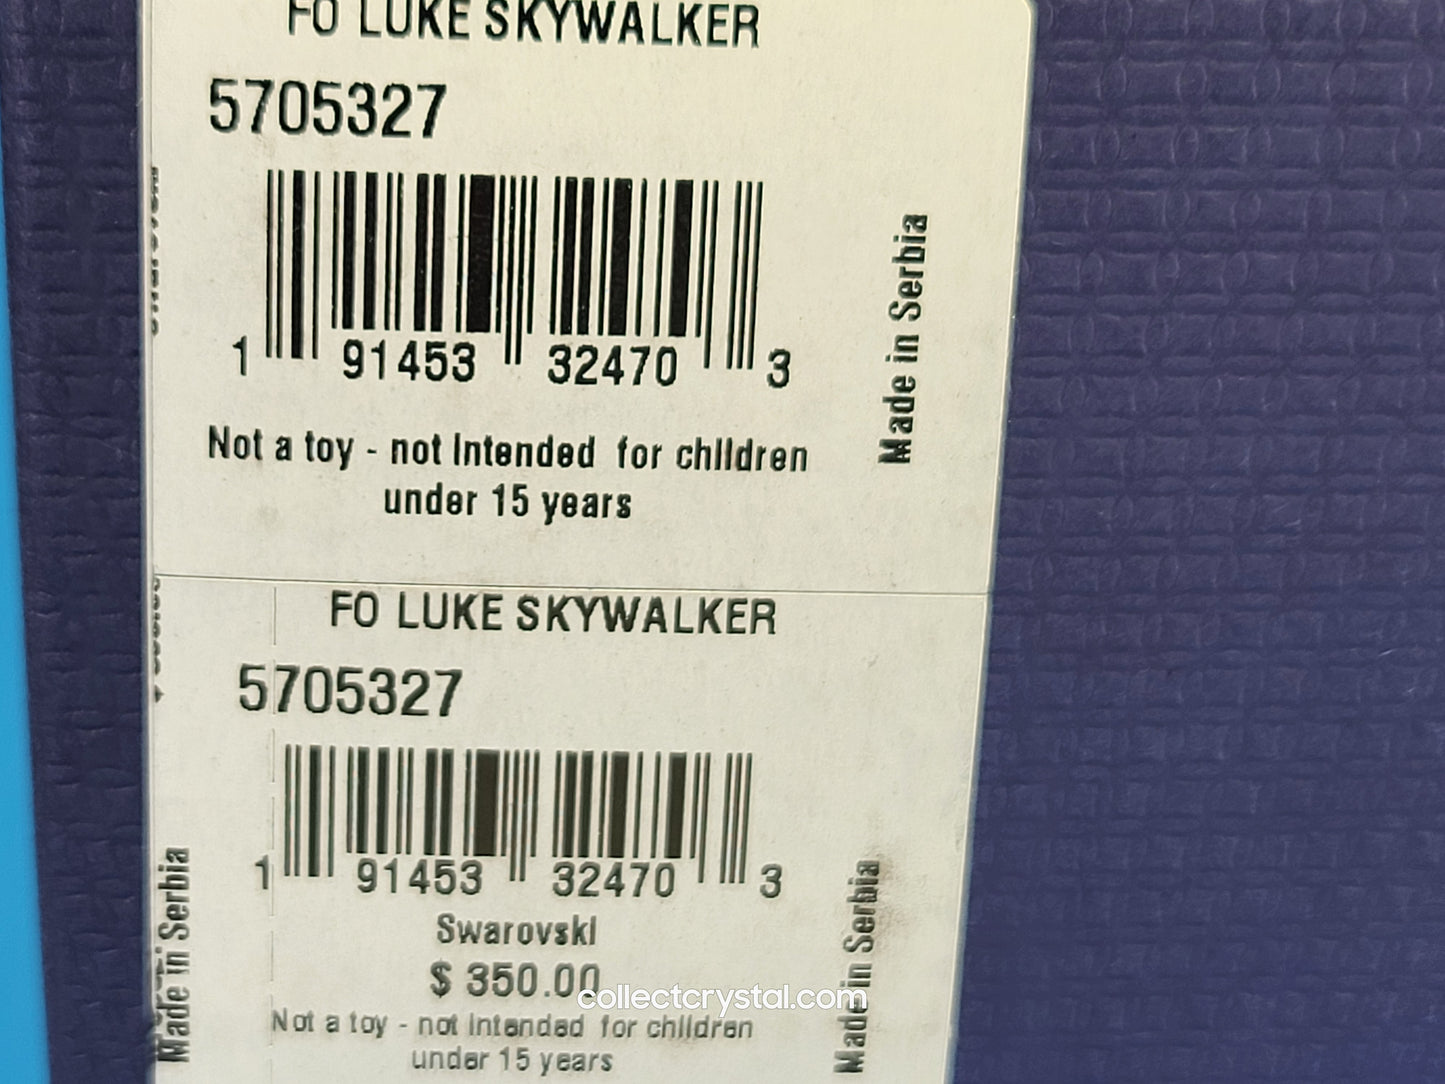 FO LUKE SKYWALKER
5705327
1 91453 32470 3
Made in Serbia
Not a toy - not intended for children
under 15 years
FO LUKE SKYWALKER
5705327
1 91453 32470 3
Swarovski
$ 350.00
collectcrystal.com
Not a toy - not intended for children
under 15 years
Made in Serbia
Made in Serbia